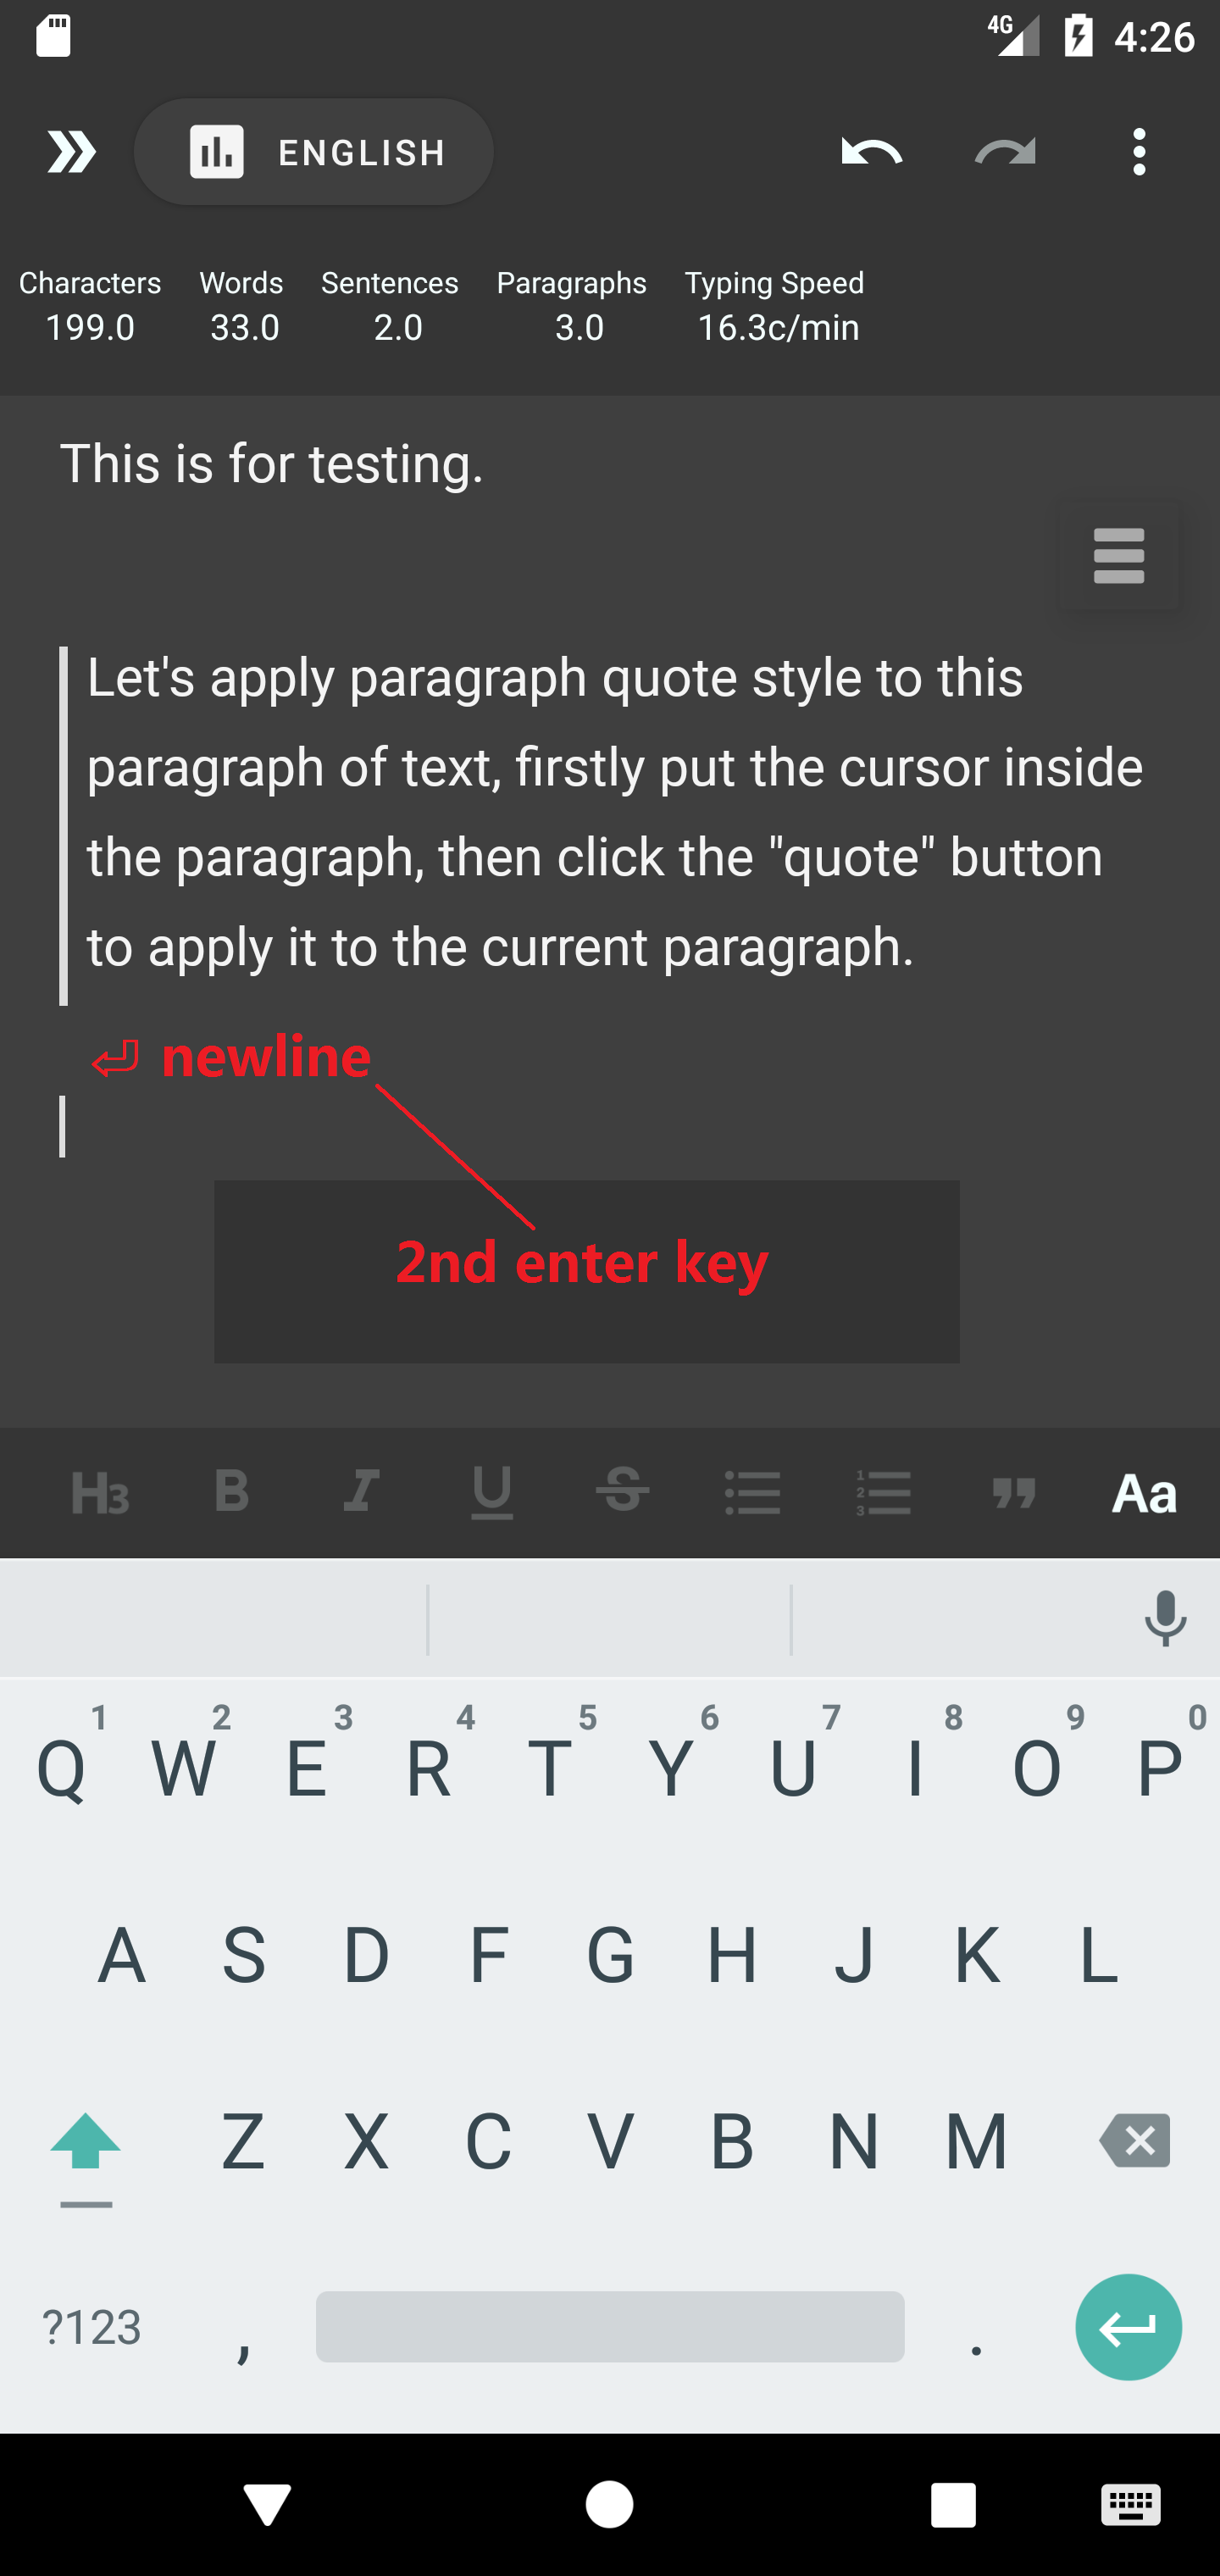 4G 4:26
ENGLISH
Characters Words Sentences Paragraphs Typing Speed
199.0 33.0 2.0 3.0 16.3c/min
This is for testing.
Let's apply paragraph quote style to this
paragraph of text, firstly put the cursor inside
the paragraph, then click the "quote" button
to apply it to the current paragraph.
newline
2nd enter key
H3 B I U S 1 2 3 Aa
1 2 3 4 5 6 7 8 9 0
Q W E R T Y U I O P
A S D F G H J K L
Z X C V B N M
?123 , .